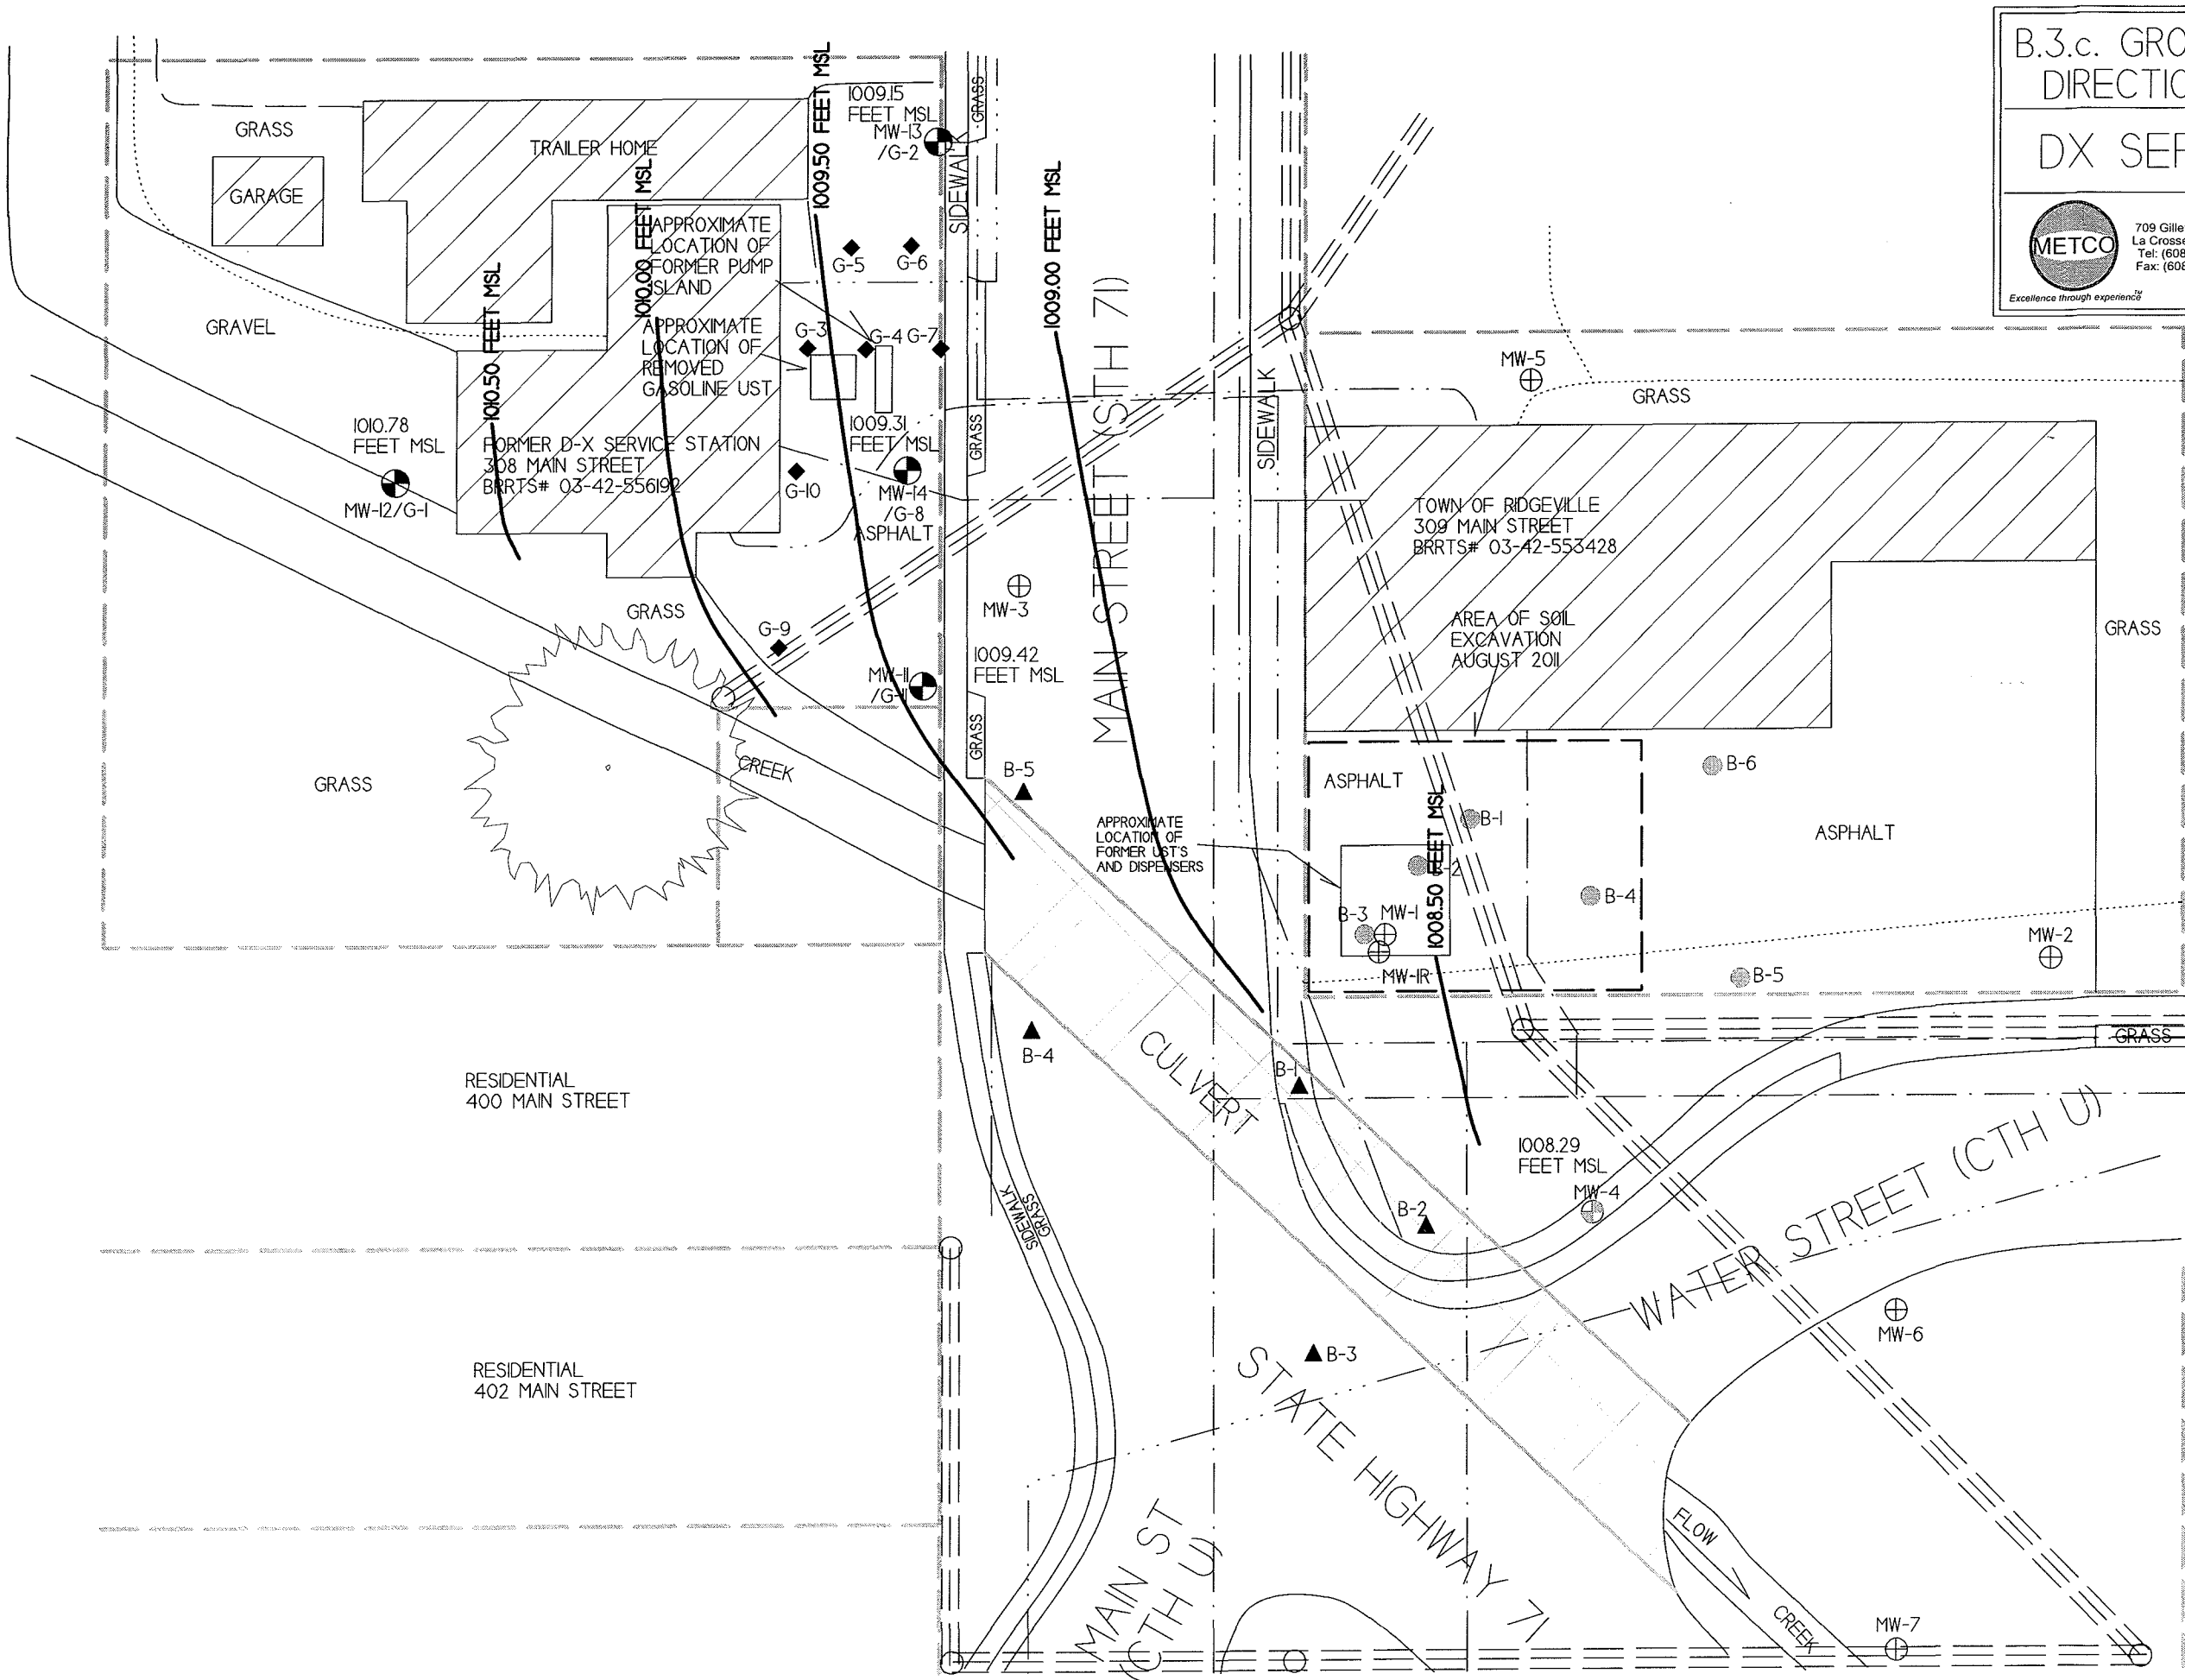 B.3.c. GRO
DIRECTIO
DX SER
METCO
709 Gille
La Crosse
Tel: (608
Fax: (608
Excellence through experience
TM
GRASS
TRAILER HOME
GARAGE
1009.50 FEET MSL
1009.15
FEET MSL
MW-13
/G-2
GRASS
SIDEWALK
1010.00 FEET MSL
APPROXIMATE
LOCATION OF
FORMER PUMP
ISLAND
G-5
G-6
1009.00 FEET MSL
MAIN STREET (STH 71)
GRAVEL
1010.50 FEET MSL
APPROXIMATE
LOCATION OF
REMOVED
GASOLINE UST
G-3
G-4
G-7
MW-5
GRASS
SIDEWALK
1010.78
FEET MSL
MW-12/G-1
FORMER D-X SERVICE STATION
308 MAIN STREET
BRRTS# 03-42-556192
1009.31
FEET MSL
GRASS
G-10
MW-14
/G-8
ASPHALT
TOWN OF RIDGEVILLE
309 MAIN STREET
BRRTS# 03-42-553428
MW-3
GRASS
G-9
AREA OF SOIL
EXCAVATION
AUGUST 2011
GRASS
1009.42
FEET MSL
MW-11
/G-11
GRASS
GRASS
CREEK
B-5
ASPHALT
B-6
APPROXIMATE
LOCATION OF
FORMER UST'S
AND DISPENSERS
B-1
ASPHALT
B-2
1008.50 FEET MSL
B-4
B-3
MW-1
MW-1R
B-5
MW-2
B-4
CULVERT
B-1
GRASS
RESIDENTIAL
400 MAIN STREET
1008.29
FEET MSL
MW-4
WATER STREET (CTH U)
SIDEWALK
GRASS
B-2
MW-6
B-3
RESIDENTIAL
402 MAIN STREET
STATE HIGHWAY 71
MAIN ST
(CTH U)
FLOW
CREEK
MW-7